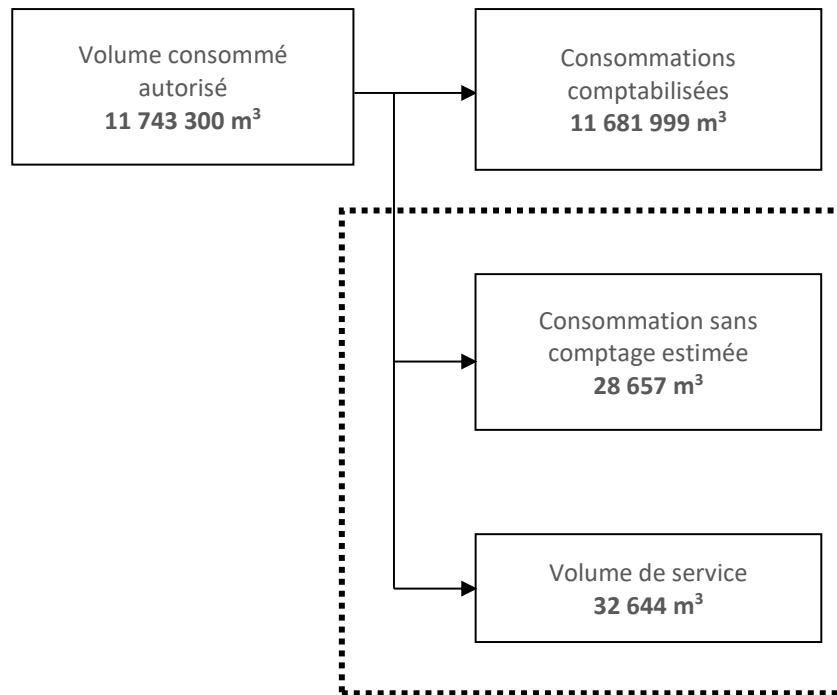 Volume consommé
autorisé
11 743 300 m³
Consommations
comptabilisées
11 681 999 m³
Consommation sans
comptage estimée
28 657 m³
Volume de service
32 644 m³